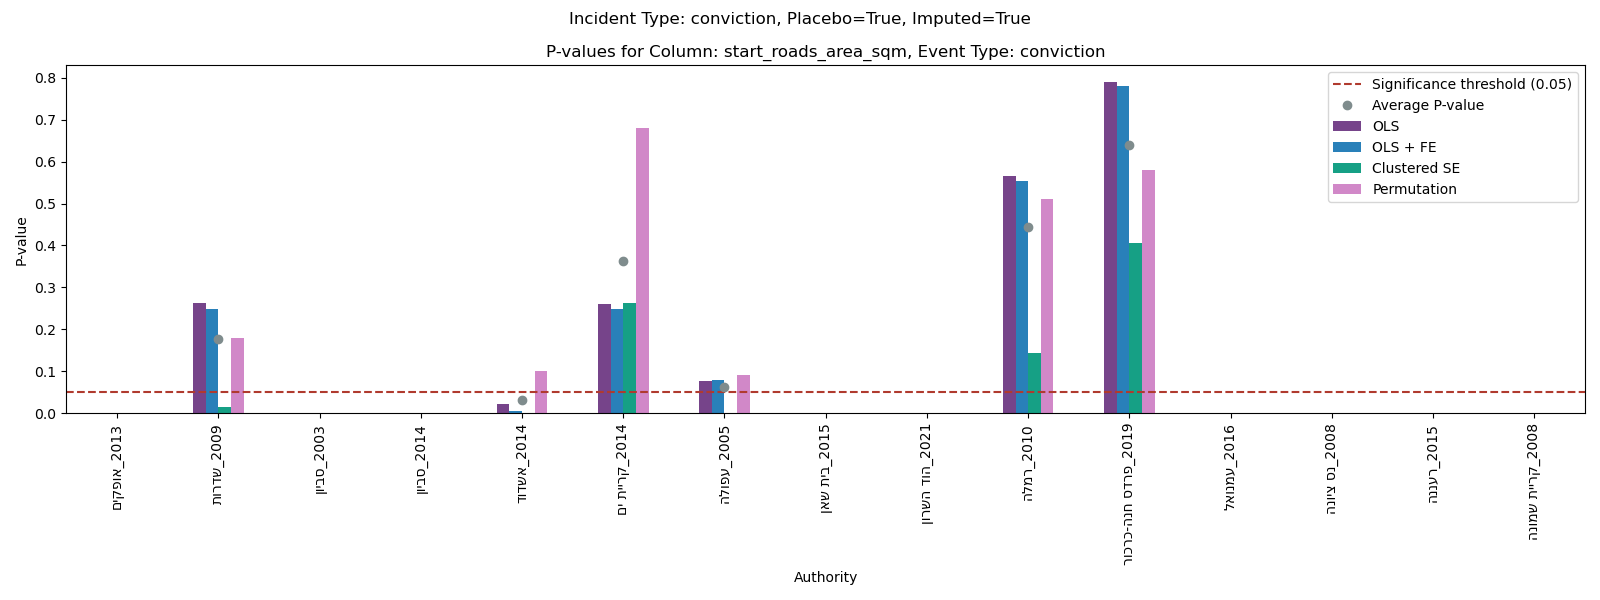 Incident Type: conviction, Placebo=True, Imputed=True
P-values for Column: start_roads_area_sqm, Event Type: conviction
P-value
0.8
0.7
0.6
0.5
0.4
0.3
0.2
0.1
0.0
Significance threshold (0.05)
Average P-value
OLS
OLS + FE
Clustered SE
Permutation
אופקים_2013
שדרות_2009
סביון_2003
סביון_2014
אשדוד_2014
קריית ים_2014
עפולה_2005
בית שאן_2015
הוד השרון_2021
רמלה_2010
פרדס חנה-כרכור_2019
עמנואל_2016
נס ציונה_2008
רעננה_2015
קריית שמונה_2008
Authority